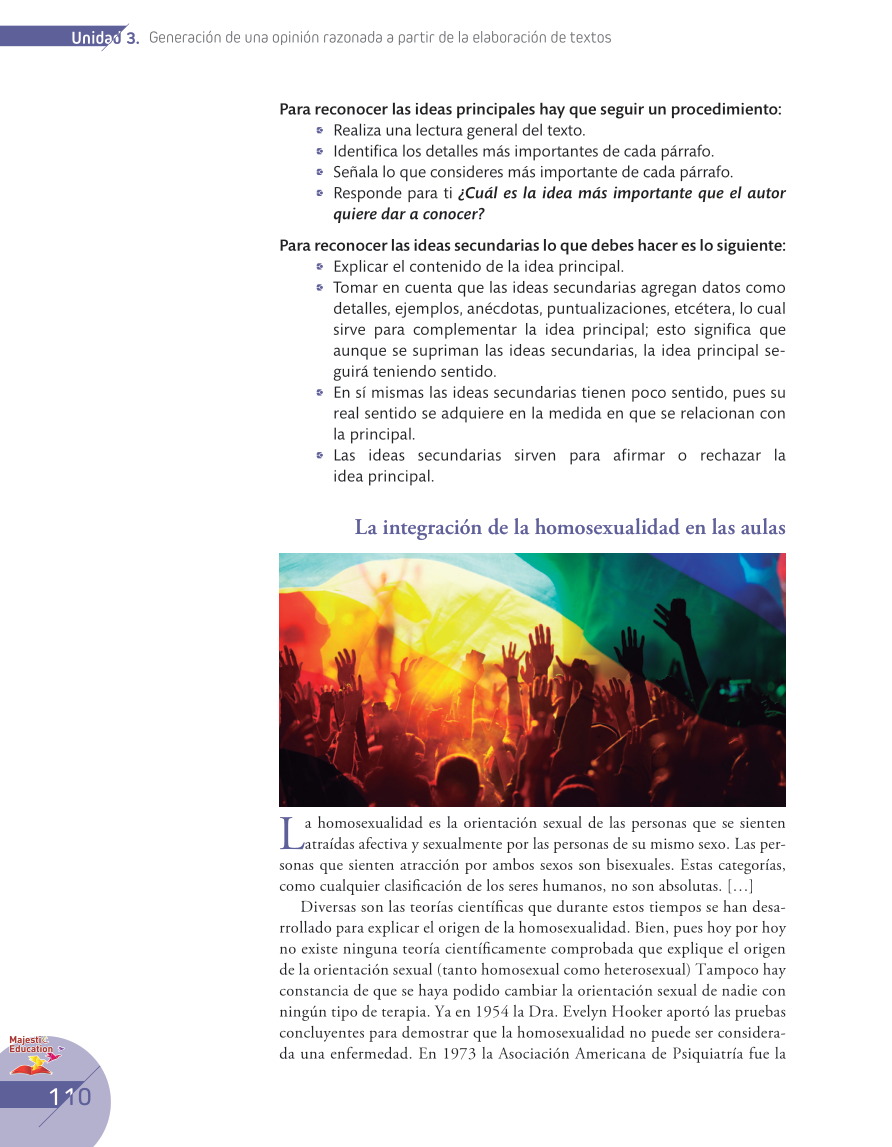 Unidad 3. Generación de una opinión razonada a partir de la elaboración de textos
Para reconocer las ideas principales hay que seguir un procedimiento:
Realiza una lectura general del texto.
Identifica los detalles más importantes de cada párrafo.
Señala lo que consideres más importante de cada párrafo.
Responde para ti ¿Cuál es la idea más importante que el autor
quiere dar a conocer?
Para reconocer las ideas secundarias lo que debes hacer es lo siguiente:
Explicar el contenido de la idea principal.
Tomar en cuenta que las ideas secundarias agregan datos como
detalles, ejemplos, anécdotas, puntualizaciones, etcétera, lo cual
sirve para complementar la idea principal; esto significa que
aunque se supriman las ideas secundarias, la idea principal se-
guirá teniendo sentido.
En sí mismas las ideas secundarias tienen poco sentido, pues su
real sentido se adquiere en la medida en que se relacionan con
la principal.
Las ideas secundarias sirven para afirmar o rechazar la
idea principal.
La integración de la homosexualidad en las aulas
La homosexualidad es la orientación sexual de las personas que se sienten
atraídas afectiva y sexualmente por las personas de su mismo sexo. Las per-
sonas que sienten atracción por ambos sexos son bisexuales. Estas categorías,
como cualquier clasificación de los seres humanos, no son absolutas. […]
Diversas son las teorías científicas que durante estos tiempos se han desa-
rrollado para explicar el origen de la homosexualidad. Bien, pues hoy por hoy
no existe ninguna teoría científicamente comprobada que explique el origen
de la orientación sexual (tanto homosexual como heterosexual) Tampoco hay
constancia de que se haya podido cambiar la orientación sexual de nadie con
ningún tipo de terapia. Ya en 1954 la Dra. Evelyn Hooker aportó las pruebas
concluyentes para demostrar que la homosexualidad no puede ser considera-
da una enfermedad. En 1973 la Asociación Americana de Psiquiatría fue la
Majestic
Education
110